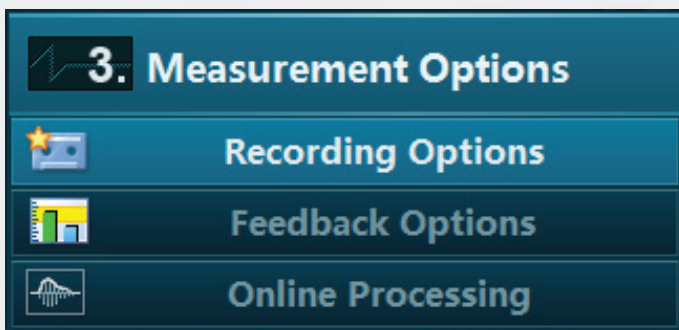 3. Measurement Options
Recording Options
Feedback Options
Online Processing